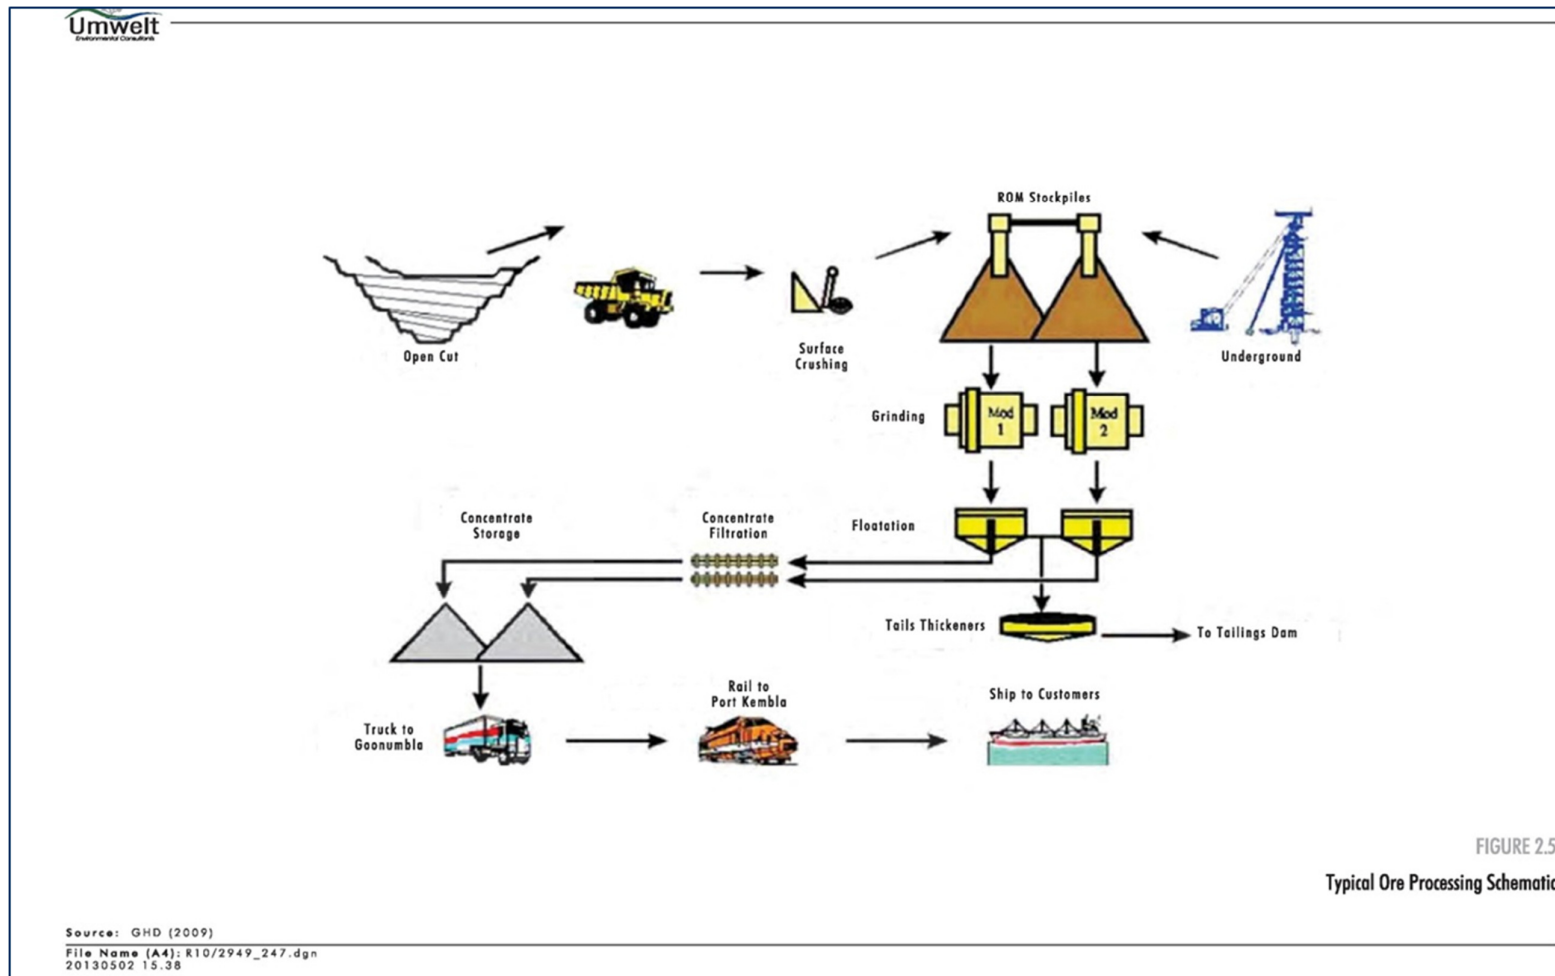 Umwelt
Environmental Consultants
ROM Stockpiles
Open Cut
Surface
Crushing
Underground
Grinding
Mod
1
Mod
2
Concentrate
Storage
Concentrate
Filtration
Floatation
Tails Thickeners
To Tailings Dam
Truck to
Goonumbla
Rail to
Port Kembla
Ship to Customers
FIGURE 2.5
Typical Ore Processing Schematic
Source: GHD (2009)
File Name (A4): R10/2949_247.dgn
20130502 15.38